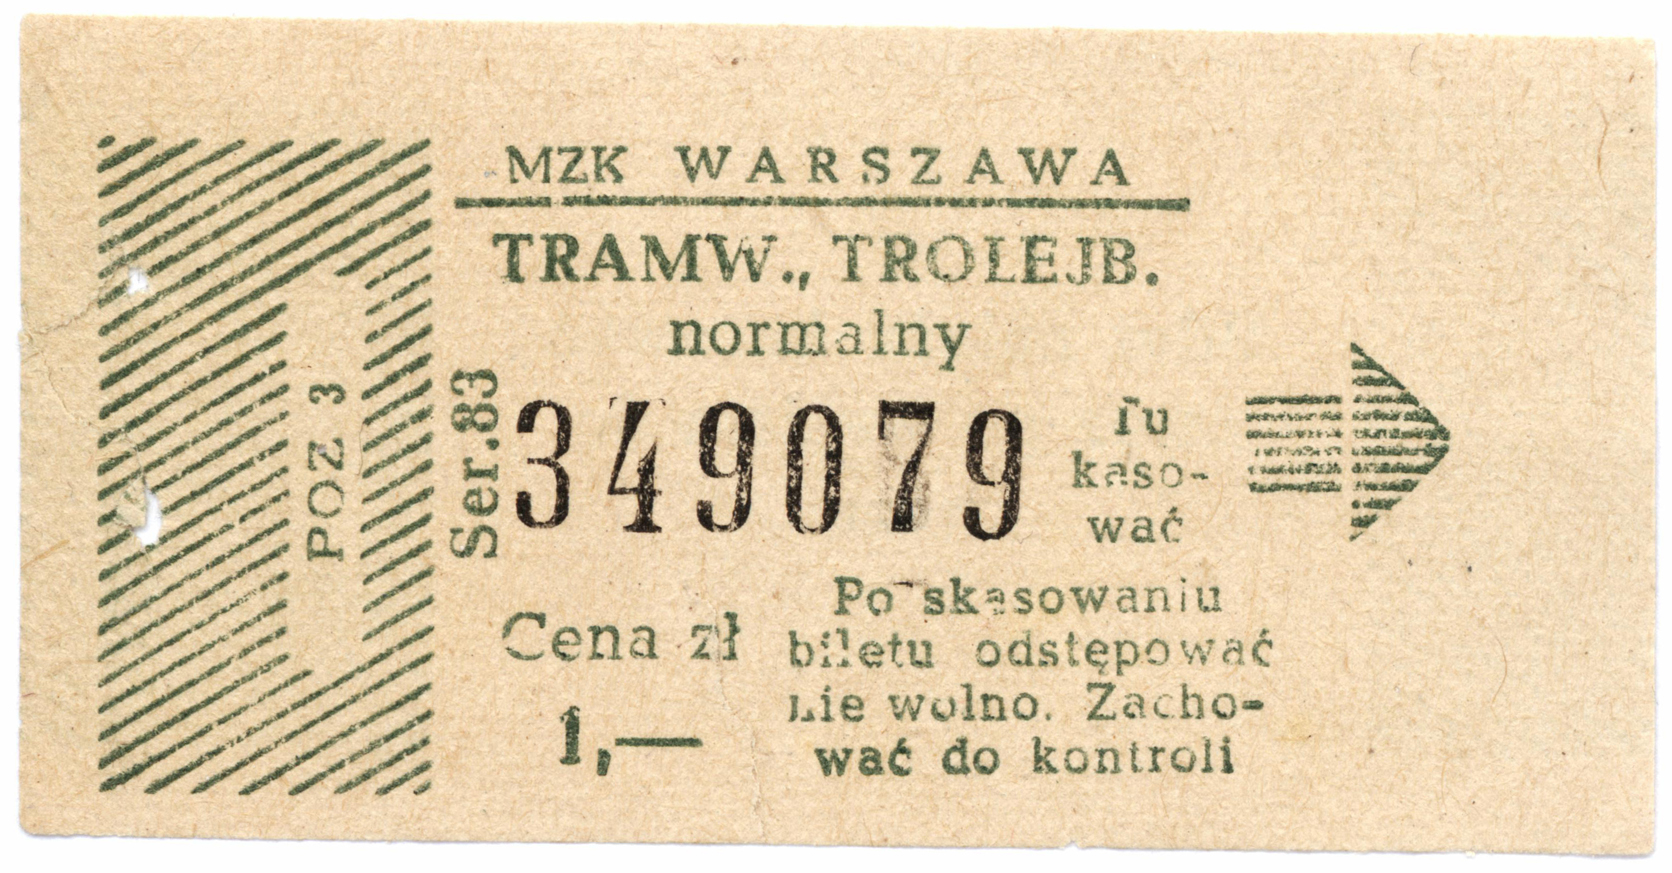 MZK WARSZAWA
TRAMW., TROLEJB.
normalny
POZ 3
Ser.83
349079
Tu
kaso-
wać
Cena zł
1,—
Po skasowaniu
biletu odstępować
nie wolno. Zacho-
wać do kontroli